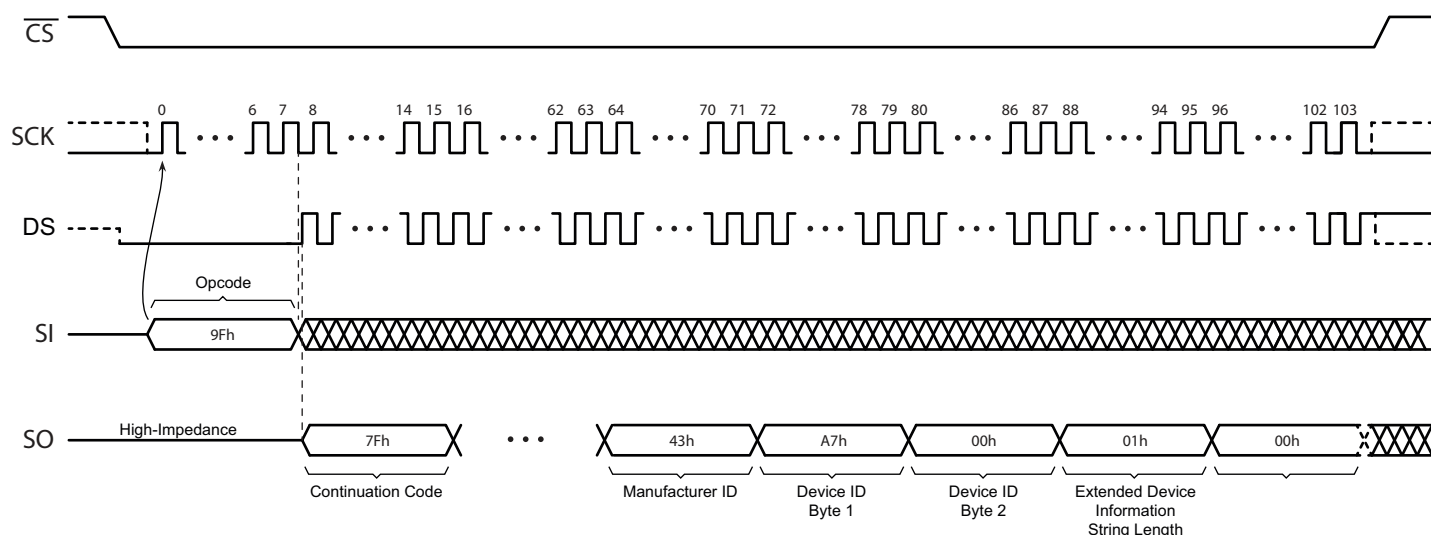 CS
0 6 7 8 14 15 16 62 63 64 70 71 72 78 79 80 86 87 88 94 95 96 102 103
SCK
DS
Opcode
SI
9Fh
High-Impedance
SO
7Fh 43h A7h 00h 01h 00h
Continuation Code Manufacturer ID Device ID Device ID Extended Device
Byte 1 Byte 2 Information
String Length